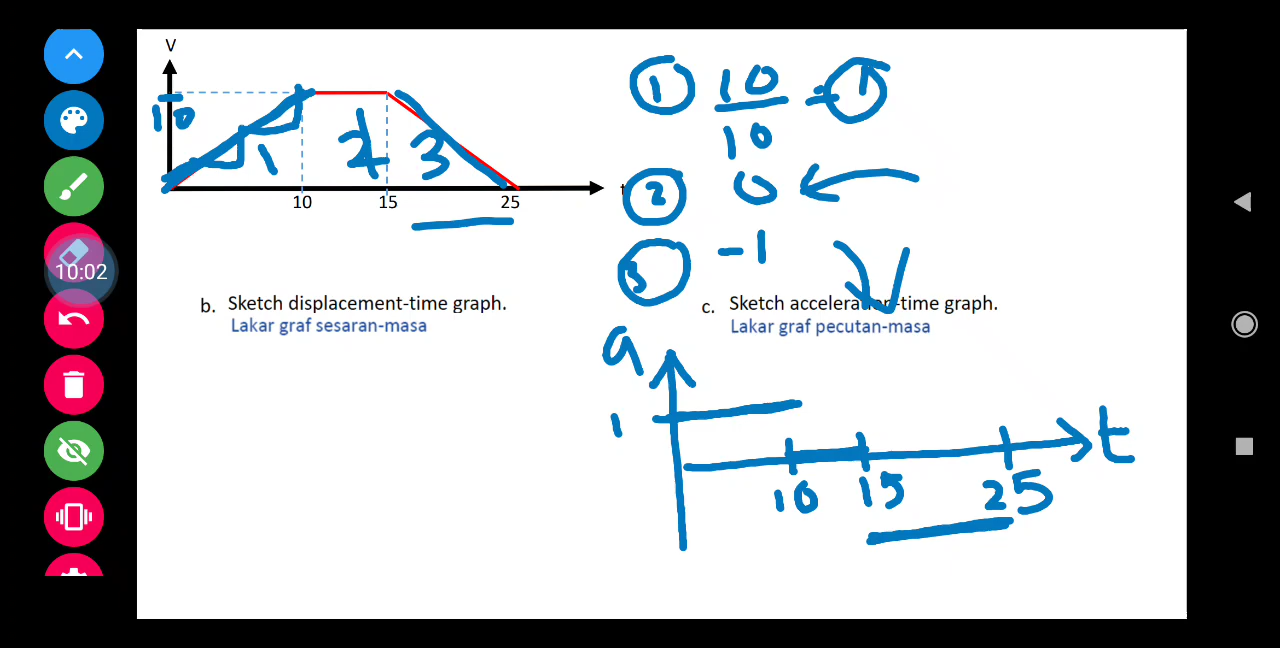 V
10
1 2 3
10 15 25
t
① 10/10 = 1
② 0
③ -1
10:02
b. Sketch displacement-time graph.
Lakar graf sesaran-masa
c. Sketch acceleration-time graph.
Lakar graf pecutan-masa
a
1
t
10 15 25